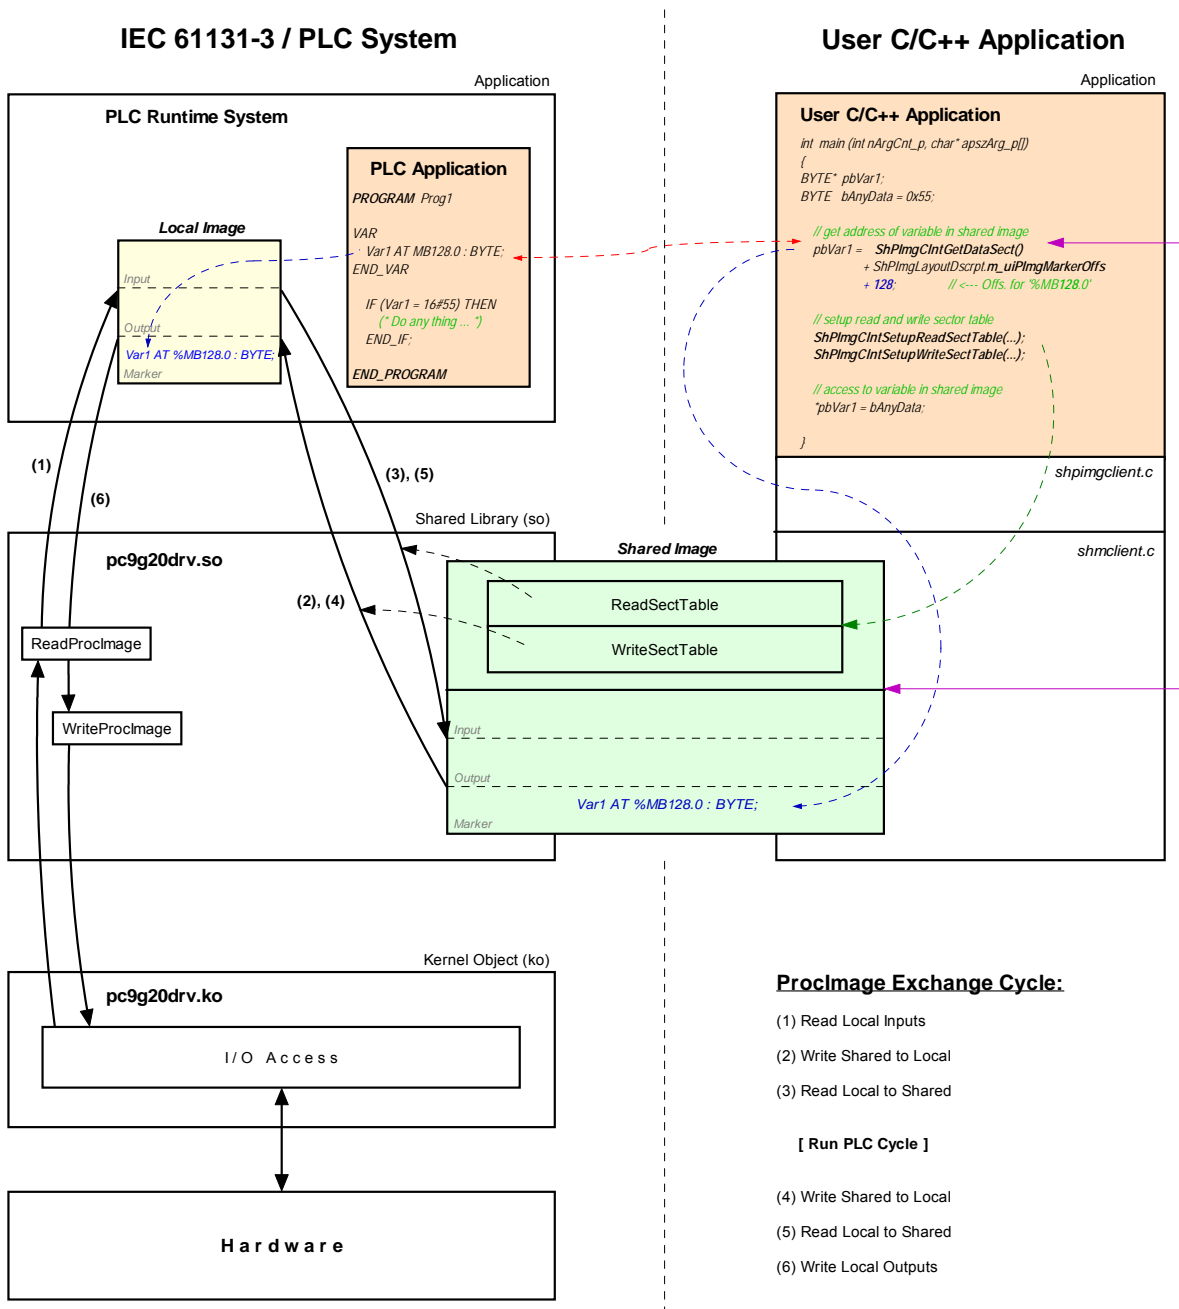 IEC 61131-3 / PLC System
User C/C++ Application
Application
Application
PLC Runtime System
PLC Application
PROGRAM Prog1
VAR
Var1 AT MB128.0 : BYTE;
END_VAR
IF (Var1 = 16#55) THEN
(* Do any thing ... *)
END_IF;
END_PROGRAM
Local Image
Input
Output
Var1 AT %MB128.0 : BYTE;
Marker
User C/C++ Application
int main (int nArgCnt_p, char* apszArg_p[])
{
BYTE* pbVar1;
BYTE bAnyData = 0x55;
// get address of variable in shared image
pbVar1 = ShPImgClntGetDataSect()
+ ShPImgLayoutDscrpt.m_uiPImgMarkerOffs
+ 128; // <--- Offs. for '%MB128.0'
// setup read and write sector table
ShPImgClntSetupReadSectTable(...);
ShPImgClntSetupWriteSectTable(...);
// access to variable in shared image
*pbVar1 = bAnyData;
}
shpimgclient.c
shmclient.c
(1)
(6)
(3), (5)
(2), (4)
Shared Library (so)
pc9g20drv.so
ReadProcImage
WriteProcImage
Shared Image
ReadSectTable
WriteSectTable
Input
Output
Var1 AT %MB128.0 : BYTE;
Marker
Kernel Object (ko)
pc9g20drv.ko
I/O Access
Hardware
ProcImage Exchange Cycle:
(1) Read Local Inputs
(2) Write Shared to Local
(3) Read Local to Shared
[ Run PLC Cycle ]
(4) Write Shared to Local
(5) Read Local to Shared
(6) Write Local Outputs